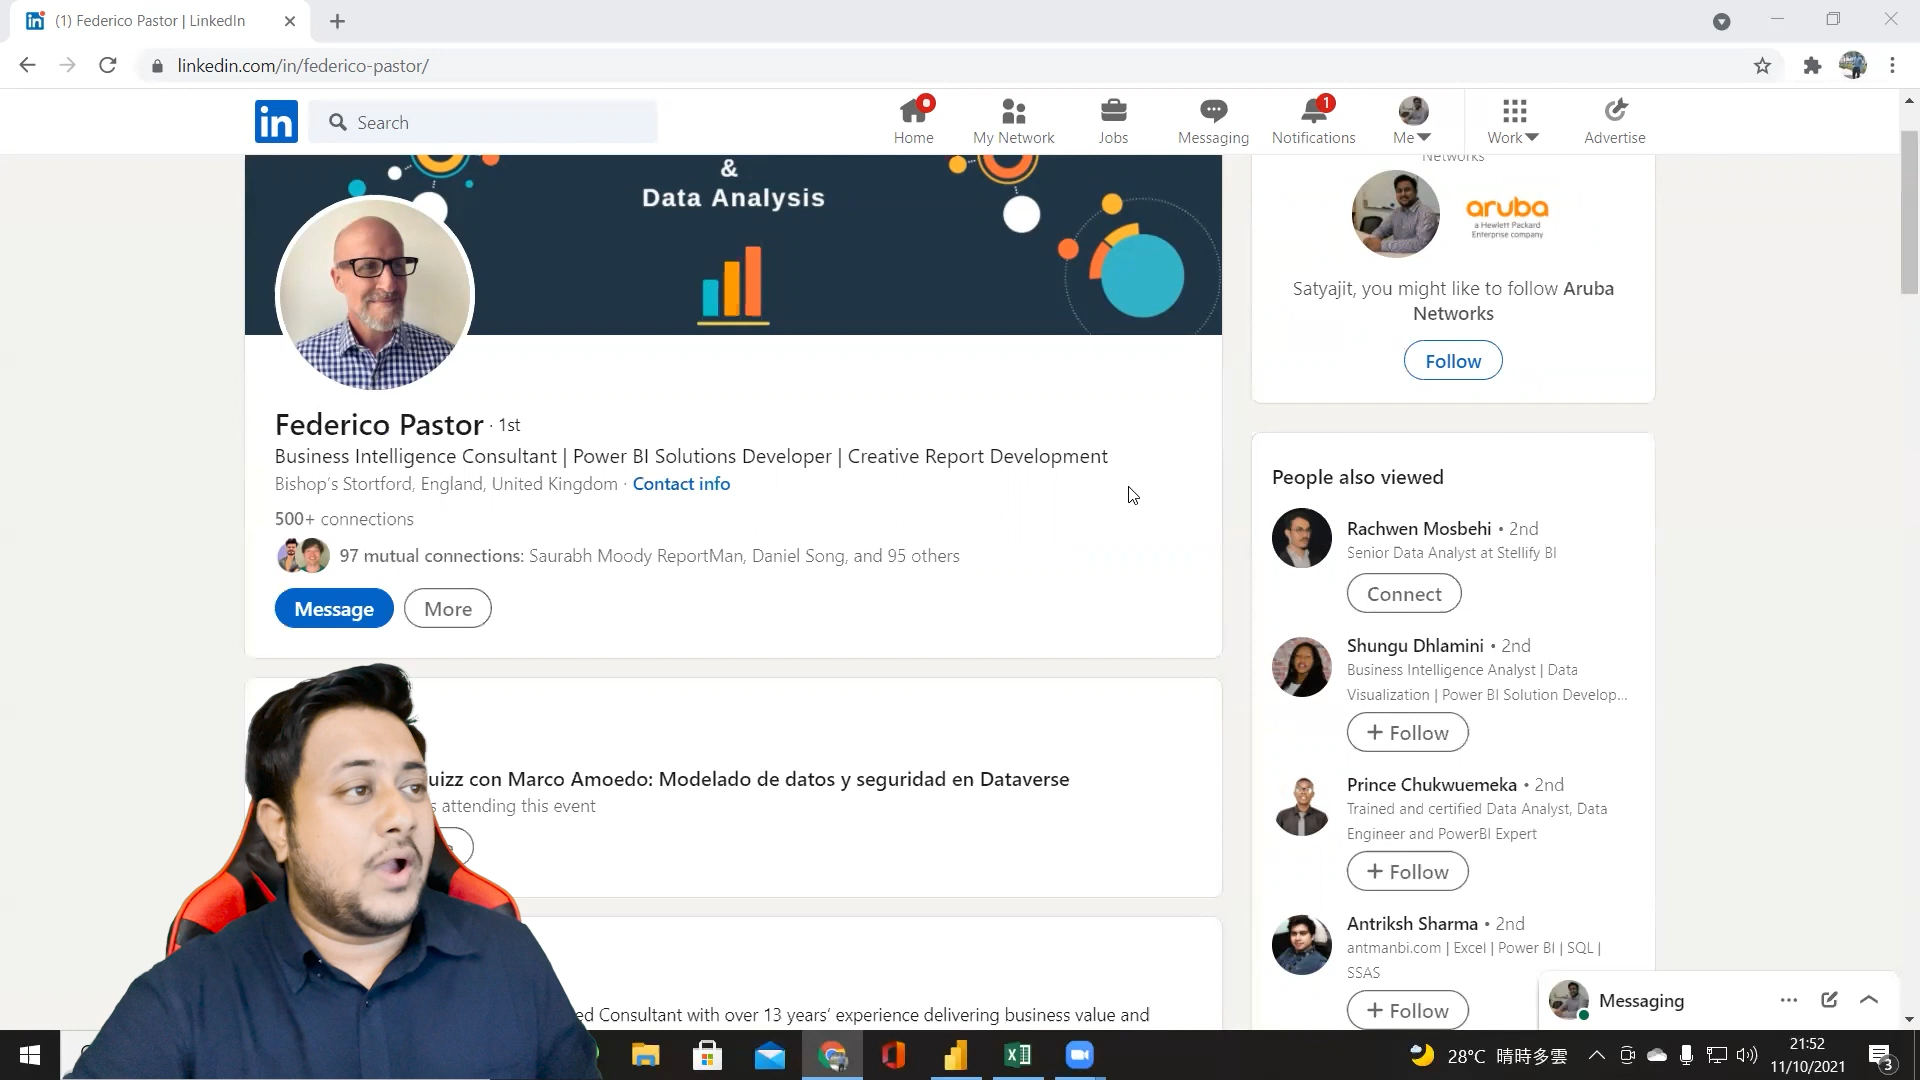 (1) Federico Pastor | LinkedIn
linkedin.com/in/federico-pastor/
in
Search
Home
My Network
Jobs
Messaging
1
Notifications
Me
Work
Advertise
&
Data Analysis
Federico Pastor · 1st
Business Intelligence Consultant | Power BI Solutions Developer | Creative Report Development
Bishop's Stortford, England, United Kingdom · Contact info
500+ connections
97 mutual connections: Saurabh Moody ReportMan, Daniel Song, and 95 others
Message
More
uizz con Marco Amoedo: Modelado de datos y seguridad en Dataverse
s attending this event
ed Consultant with over 13 years' experience delivering business value and
Networks
aruba
a Hewlett Packard
Enterprise company
Satyajit, you might like to follow Aruba
Networks
Follow
People also viewed
Rachwen Mosbehi • 2nd
Senior Data Analyst at Stellify BI
Connect
Shungu Dhlamini • 2nd
Business Intelligence Analyst | Data
Visualization | Power BI Solution Develop...
+ Follow
Prince Chukwuemeka • 2nd
Trained and certified Data Analyst, Data
Engineer and PowerBI Expert
+ Follow
Antriksh Sharma • 2nd
antmanbi.com | Excel | Power BI | SQL |
SSAS
+ Follow
Messaging
28°C 晴時多雲
21:52
11/10/2021
3